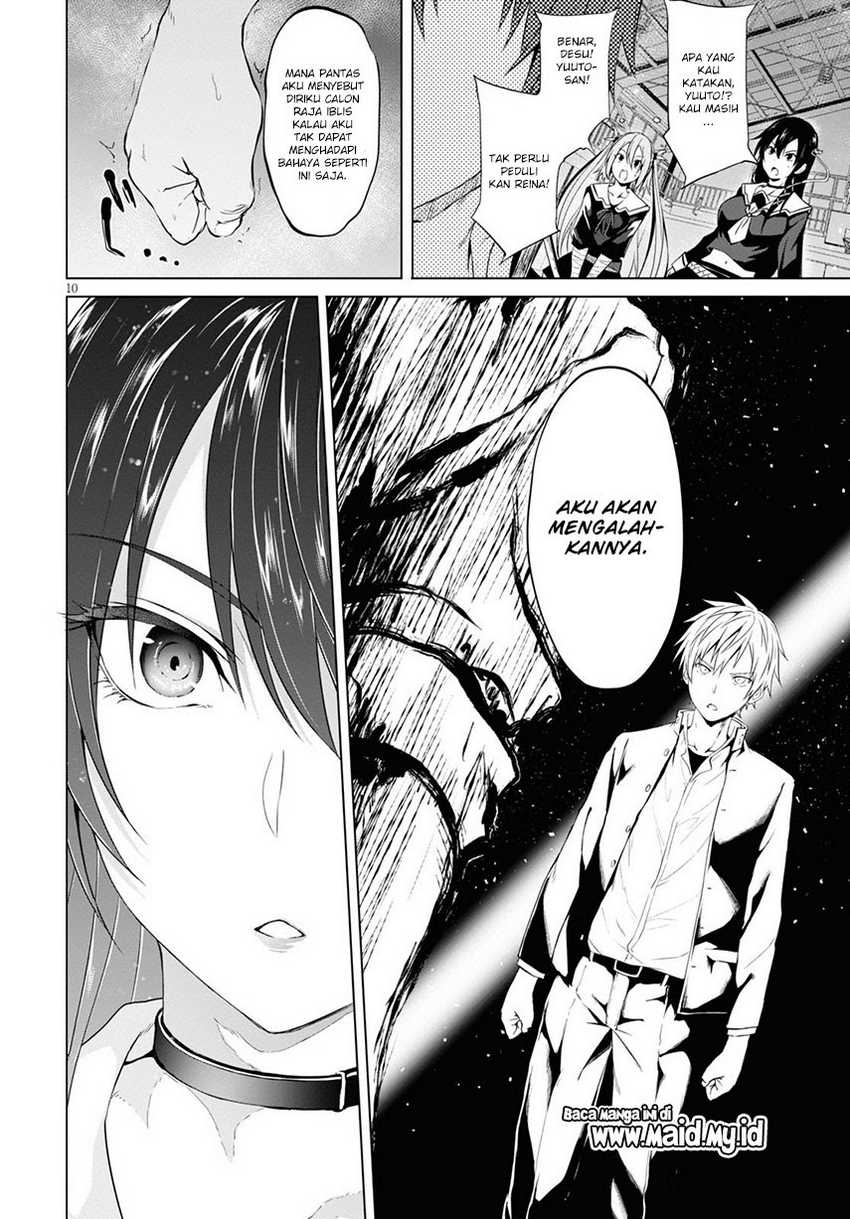 APA YANG
KAU
KATAKAN,
YUUTO!?
KAU MASIH
...
BENAR,
DESU!
YUUTO-
SAN!
TAK PERLU
PEDULI
KAN REINA!
MANA PANTAS
AKU MENYEBUT
DIRIKU CALON
RAJA IBLIS
KALAU AKU
TAK DAPAT
MENGHADAPI
BAHAYA SEPERTI
INI SAJA.
10
AKU AKAN
MENGALAH-
KANNYA.
Baca Manga ini di
www.Maid.my.id